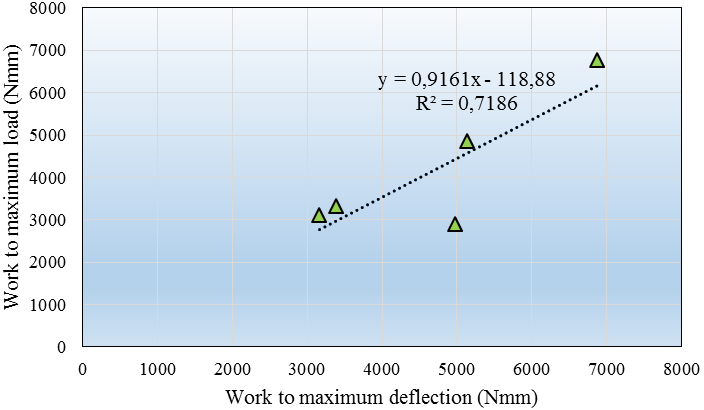 8000
7000
6000
5000
4000
3000
2000
1000
0
Work to maximum load (Nmm)
y = 0,9161x - 118,88
R² = 0,7186
0 1000 2000 3000 4000 5000 6000 7000 8000
Work to maximum deflection (Nmm)